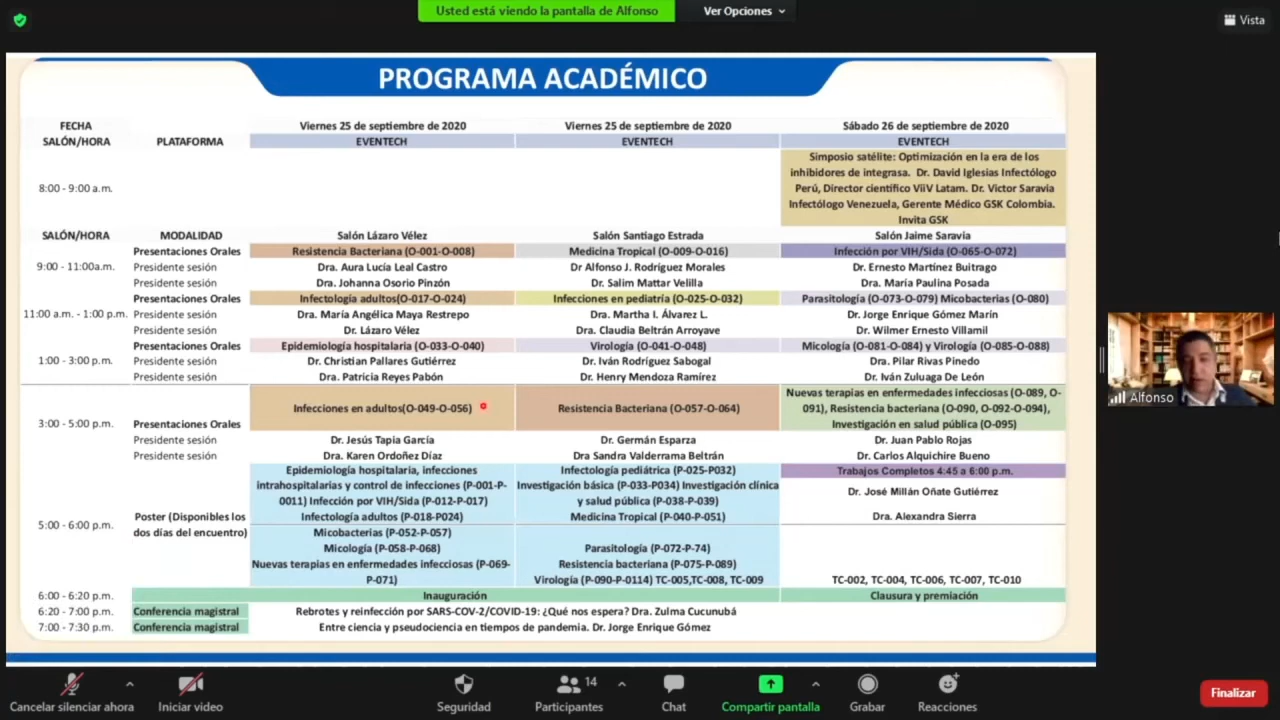 Usted está viendo la pantalla de Alfonso
Ver Opciones
Vista
PROGRAMA ACADÉMICO
FECHA Viernes 25 de septiembre de 2020 Viernes 25 de septiembre de 2020 Sábado 26 de septiembre de 2020
SALÓN/HORA PLATAFORMA EVENTECH EVENTECH EVENTECH
8:00 - 9:00 a.m.
Simposio satélite: Optimización en la era de los
inhibidores de integrasa. Dr. David Iglesias Infectólogo
Perú, Director científico ViiV Latam. Dr. Victor Saravia
Infectólogo Venezuela, Gerente Médico GSK Colombia.
Invita GSK
SALÓN/HORA MODALIDAD Salón Lázaro Vélez Salón Santiago Estrada Salón Jaime Saravia
Presentaciones Orales Resistencia Bacteriana (O-001-O-008) Medicina Tropical (O-009-O-016) Infección por VIH/Sida (O-065-O-072)
9:00 - 11:00a.m. Presidente sesión Dra. Aura Lucía Leal Castro Dr Alfonso J. Rodríguez Morales Dr. Ernesto Martínez Buitrago
Presidente sesión Dra. Johanna Osorio Pinzón Dr. Salim Mattar Velilla Dra. María Paulina Posada
Presentaciones Orales Infectología adultos(O-017-O-024) Infecciones en pediatría (O-025-O-032) Parasitología (O-073-O-079) Micobacterias (O-080)
11:00 a.m. - 1:00 p.m. Presidente sesión Dra. María Angélica Maya Restrepo Dra. Martha I. Álvarez L. Dr. Jorge Enrique Gómez Marín
Presidente sesión Dr. Lázaro Vélez Dra. Claudia Beltrán Arroyave Dr. Wilmer Ernesto Villamil
Presentaciones Orales Epidemiología hospitalaria (O-033-O-040) Virología (O-041-O-048) Micología (O-081-O-084) y Virología (O-085-O-088)
1:00 - 3:00 p.m. Presidente sesión Dr. Christian Pallares Gutiérrez Dr. Iván Rodríguez Sabogal Dra. Pilar Rivas Pinedo
Presidente sesión Dra. Patricia Reyes Pabón Dr. Henry Mendoza Ramírez Dr. Iván Zuluaga De León
3:00 - 5:00 p.m. Presentaciones Orales Infecciones en adultos(O-049-O-056) Resistencia Bacteriana (O-057-O-064)
Nuevas terapias en enfermedades infecciosas (O-089, O-
091), Resistencia bacteriana (O-090, O-092-O-094),
Investigación en salud pública (O-095)
Presidente sesión Dr. Jesús Tapia García Dr. Germán Esparza Dr. Juan Pablo Rojas
Presidente sesión Dra. Karen Ordoñez Díaz Dra Sandra Valderrama Beltrán Dr. Carlos Alquichire Bueno
5:00 - 6:00 p.m.
Poster (Disponibles los
dos días del encuentro)
Epidemiología hospitalaria, infecciones
intrahospitalarias y control de infecciones (P-001-P-
0011) Infección por VIH/Sida (P-012-P-017)
Infectología adultos (P-018-P024)
Micobacterias (P-052-P-057)
Micología (P-058-P-068)
Nuevas terapias en enfermedades infecciosas (P-069-
P-071)
Infectología pediátrica (P-025-P032)
Investigación básica (P-033-P034) Investigación clínica
y salud pública (P-038-P-039)
Medicina Tropical (P-040-P-051)
Parasitología (P-072-P-74)
Resistencia bacteriana (P-075-P-089)
Virología (P-090-P-0114) TC-005,TC-008, TC-009
Trabajos Completos 4:45 a 6:00 p.m.
Dr. José Millán Oñate Gutiérrez
Dra. Alexandra Sierra
TC-002, TC-004, TC-006, TC-007, TC-010
6:00 - 6:20 p.m. Inauguración Clausura y premiación
6:20 - 7:00 p.m. Conferencia magistral Rebrotes y reinfección por SARS-COV-2/COVID-19: ¿Qué nos espera? Dra. Zulma Cucunubá
7:00 - 7:30 p.m. Conferencia magistral Entre ciencia y pseudociencia en tiempos de pandemia. Dr. Jorge Enrique Gómez
Alfonso
Cancelar silenciar ahora
Iniciar video
Seguridad
14
Participantes
Chat
Compartir pantalla
Grabar
Reacciones
Finalizar